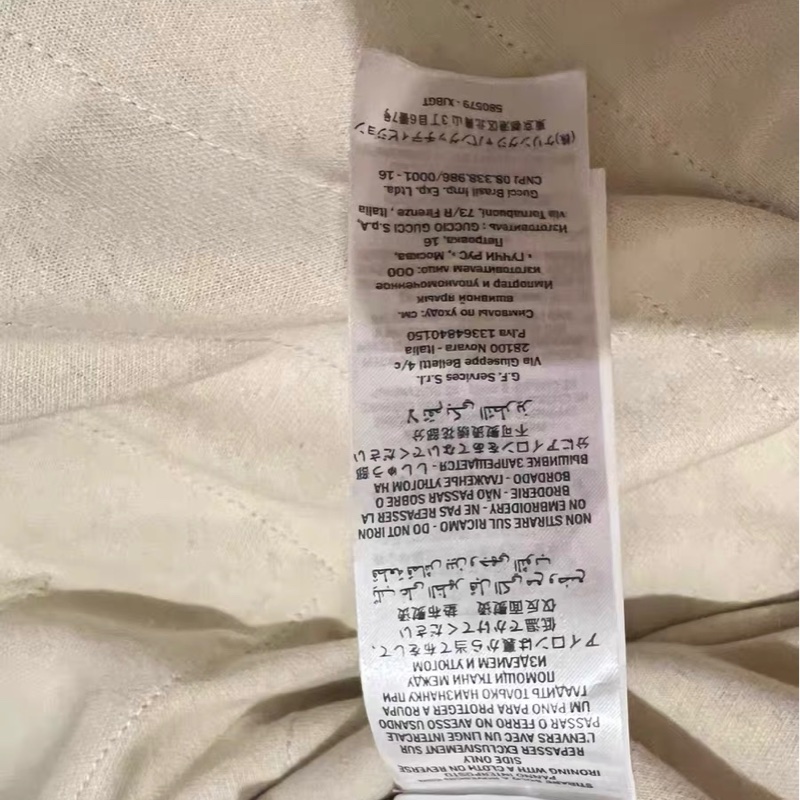 STIRARE SUL ROVESCIO CON
PANNO INTERPOSTO
IRONING WITH A CLOTH ON REVERSE
SIDE ONLY
REPASSER EXCLUSIVEMENT SUR
L'ENVERS AVEC UN LINGE INTERCALE
PASSAR O FERRO NO AVESSO USANDO
UM PANO PARA PROTEGER A ROUPA
ГЛАДИТЬ ТОЛЬКО НАИЗНАНКУ ПРИ
ПОМОЩИ ТКАНИ МЕЖДУ
ИЗДЕЛИЕМ И УТЮГОМ
アイロンは裏から当て布をして、
低温でかけてください
仅反面熨烫 垫布熨烫
NON STIRARE SUL RICAMO - DO NOT IRON
ON EMBROIDERY - NE PAS REPASSER LA
BRODERIE - NÃO PASSAR SOBRE O
BORDADO - ГЛАЖЕНЬЕ УТЮГОМ НА
ВЫШИВКЕ ЗАПРЕЩАЕТСЯ - ししゅう部
分にアイロンをあてないでください
不可熨烫绣花部分
G.F. Services S.r.l.
Via Giuseppe Belletti 4/c
28100 Novara - Italia
P.Iva 13364840150
Символы по уходу: см.
вшивной ярлык
Импортер и уполномоченное
изготовителем лицо: ООО
"ГУЧЧИ РУС", Москва,
Петровка, 16
Изготовитель: GUCCIO GUCCI S.p.A,
via Tornabuoni, 73/R Firenze, Italia
Gucci Brasil Imp. Exp. Ltda.
CNPJ 08.338.986/0001-16
(株)ケリングジャパングッチディビジョン
東京都港区北青山3丁目6番7号
580579 - XJBGT